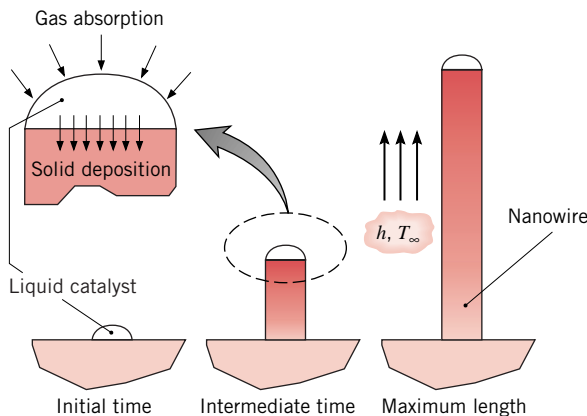 Gas absorption
Solid deposition
Liquid catalyst
h, T∞
Nanowire
Initial time
Intermediate time
Maximum length